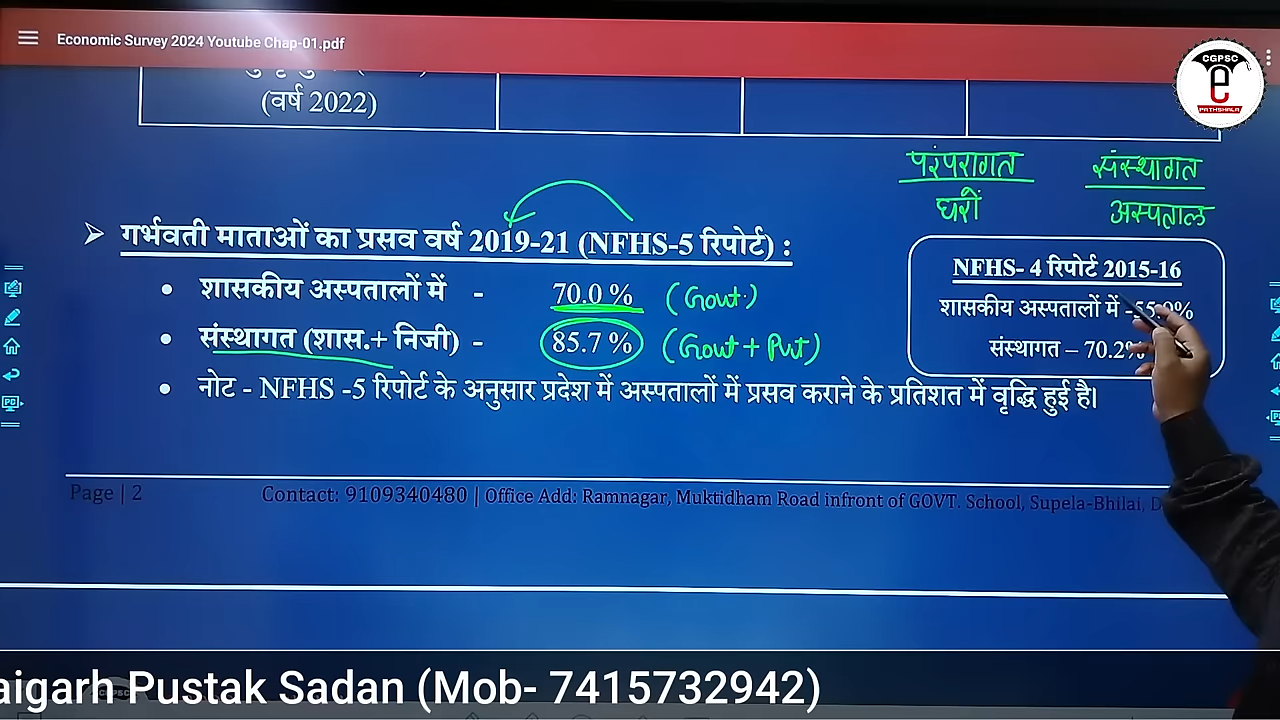 Economic Survey 2024 Youtube Chap-01.pdf
CGPSC
e
PATHSHALA
(वर्ष 2022)
परंपरागत संस्थागत
घरों अस्पताल
➢ गर्भवती माताओं का प्रसव वर्ष 2019-21 (NFHS-5 रिपोर्ट) :
• शासकीय अस्पतालों में - 70.0 % (Govt.)
• संस्थागत (शास.+ निजी) - 85.7 % (Govt + Pvt)
• नोट - NFHS -5 रिपोर्ट के अनुसार प्रदेश में अस्पतालों में प्रसव कराने के प्रतिशत में वृद्धि हुई है।
NFHS- 4 रिपोर्ट 2015-16
शासकीय अस्पतालों में -55.9%
संस्थागत – 70.2%
Page | 2 Contact: 9109340480 | Office Add: Ramnagar, Muktidham Road infront of GOVT. School, Supela-Bhilai,
aigarh Pustak Sadan (Mob- 7415732942)